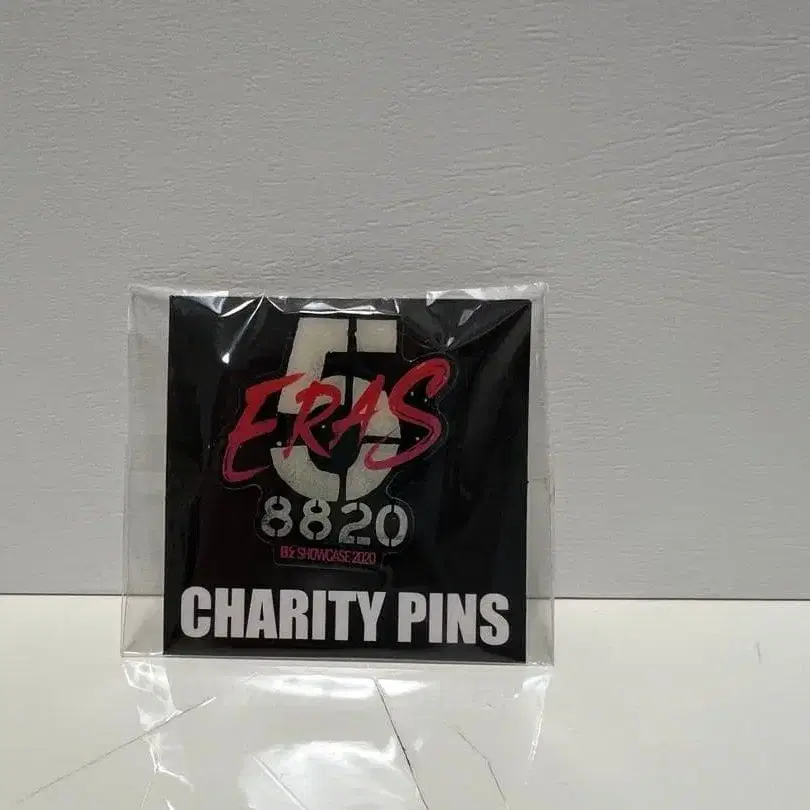 5
ERAS
8820
B'z SHOWCASE 2020
CHARITY PINS